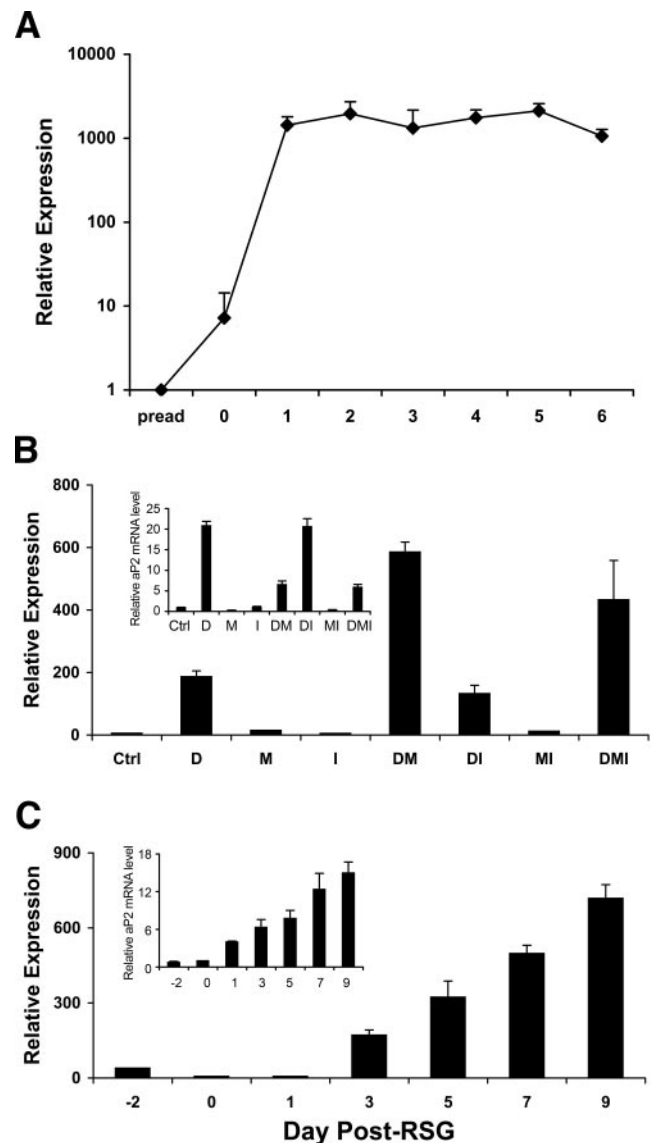 A
10000
1000
100
10
1
Relative Expression
pread 0 1 2 3 4 5 6
B
800
600
400
200
0
Relative Expression
25
20
15
10
5
0
Relative aP2 mRNA level
Ctrl D M I DM DI MI DMI
Ctrl D M I DM DI MI DMI
C
900
600
300
0
Relative Expression
18
12
6
0
Relative aP2 mRNA level
-2 0 1 3 5 7 9
-2 0 1 3 5 7 9
Day Post-RSG